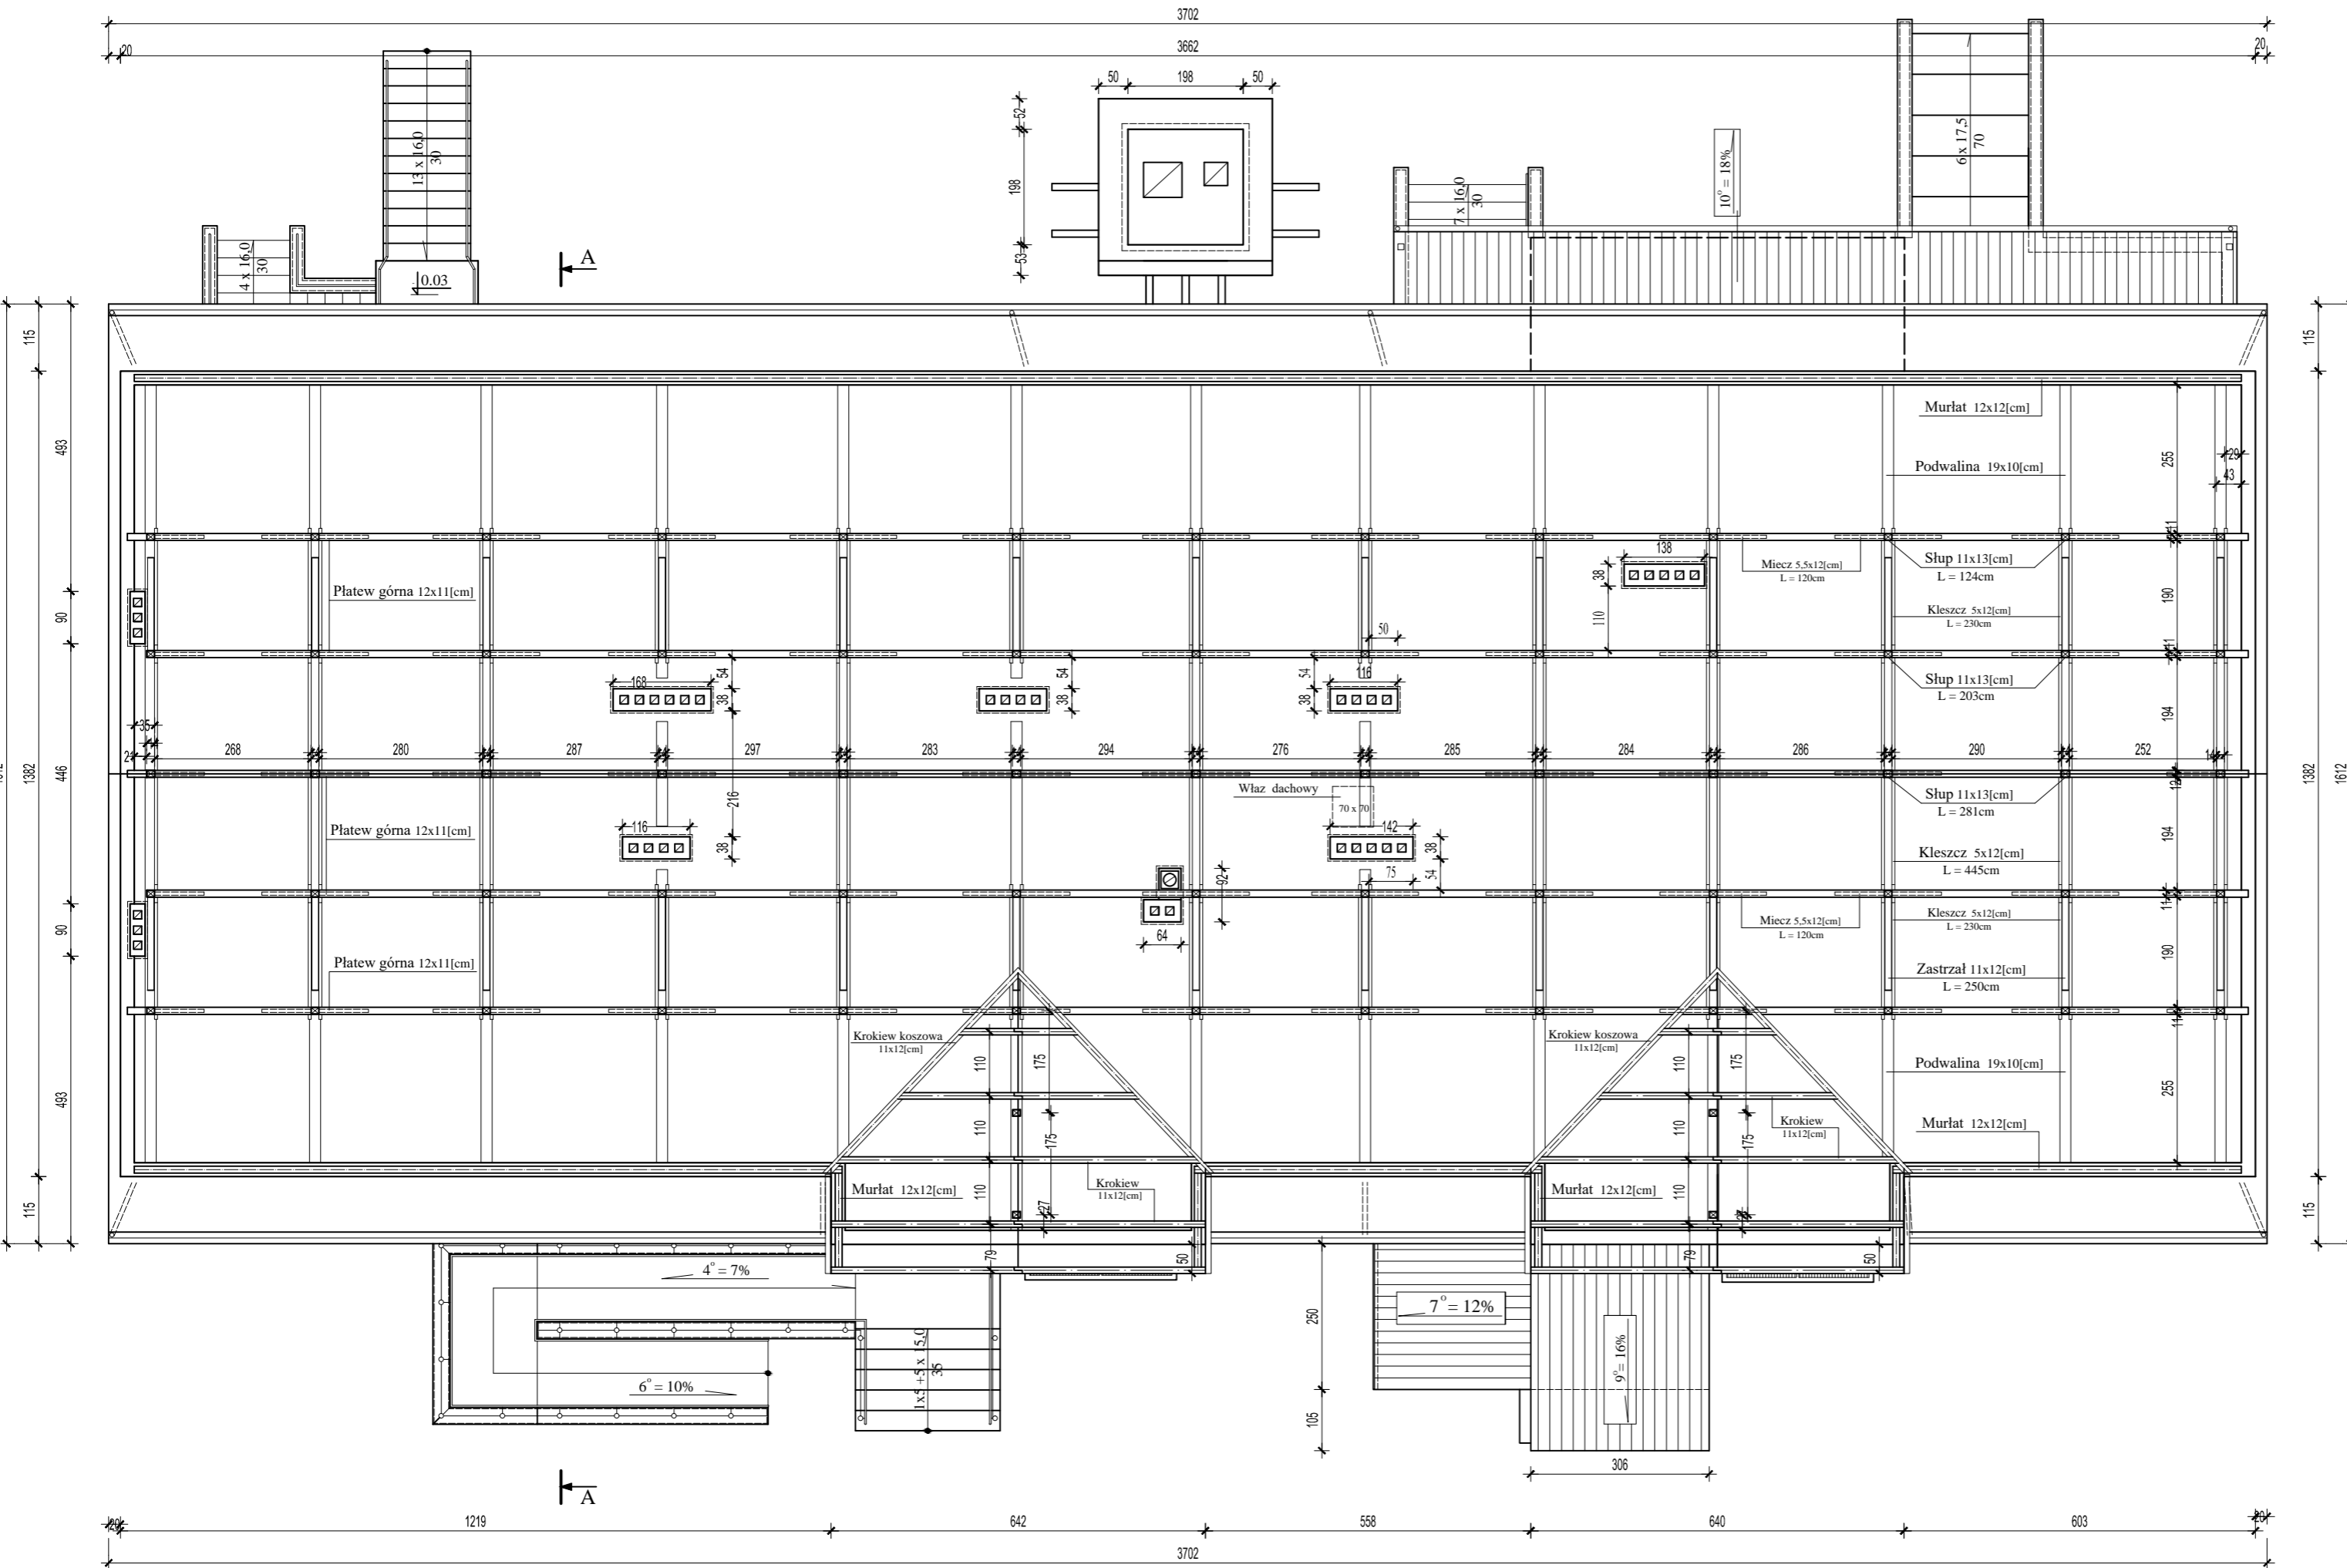 3702
20
3662
20
50
198
50
52
198
53
13 x 16,0
30
4 x 16,0
30
0.03
A
7 x 16,0
30
10° = 18%
6 x 17,5
70
115
115
493
1382
1382
1612
Murłat 12x12[cm]
Podwalina 19x10[cm]
255
29
43
138
38
110
Miecz 5,5x12[cm]
L = 120cm
Słup 11x13[cm]
L = 124cm
11
Płatew górna 12x11[cm]
90
Kleszcz 5x12[cm]
L = 230cm
190
50
11
168
54
38
54
38
54
116
38
Słup 11x13[cm]
L = 203cm
194
35
21
268
280
287
297
283
294
276
285
284
286
290
252
14
446
216
Właz dachowy
70 x 70
Słup 11x13[cm]
L = 281cm
12
Płatew górna 12x11[cm]
116
38
142
38
54
75
194
Kleszcz 5x12[cm]
L = 445cm
92
64
11
90
Miecz 5,5x12[cm]
L = 120cm
Kleszcz 5x12[cm]
L = 230cm
190
Płatew górna 12x11[cm]
Zastrzał 11x12[cm]
L = 250cm
11
Krokiew koszowa
11x12[cm]
110
175
Krokiew koszowa
11x12[cm]
110
175
Podwalina 19x10[cm]
493
255
110
175
Krokiew
11x12[cm]
110
175
Murłat 12x12[cm]
Murłat 12x12[cm]
110
27
Krokiew
11x12[cm]
Murłat 12x12[cm]
110
115
115
79
50
79
50
4° = 7%
6° = 10%
1x5 +5 x 15,0
35
250
105
7° = 12%
9° = 16%
306
A
20
1219
642
558
640
603
20
3702